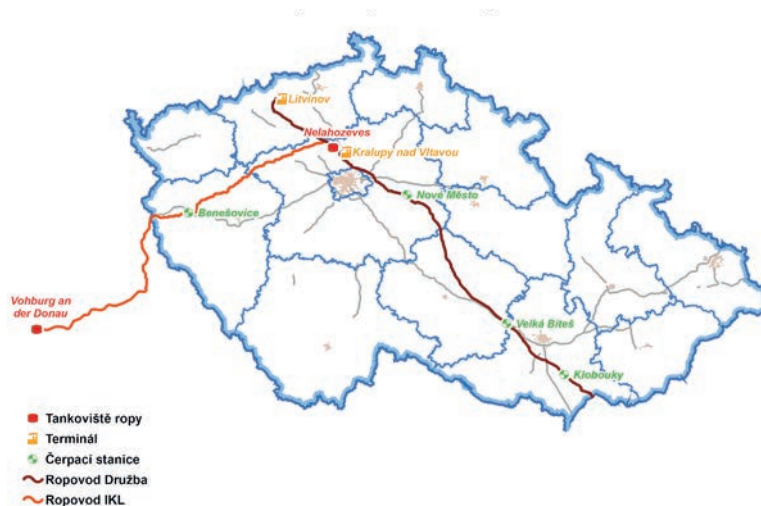 Litvínov
Nelahozeves
Kralupy nad Vltavou
Nové Město
Benešovice
Vohburg an
der Donau
Velká Bíteš
Klobouky
Tankoviště ropy
Terminál
Čerpací stanice
Ropovod Družba
Ropovod IKL